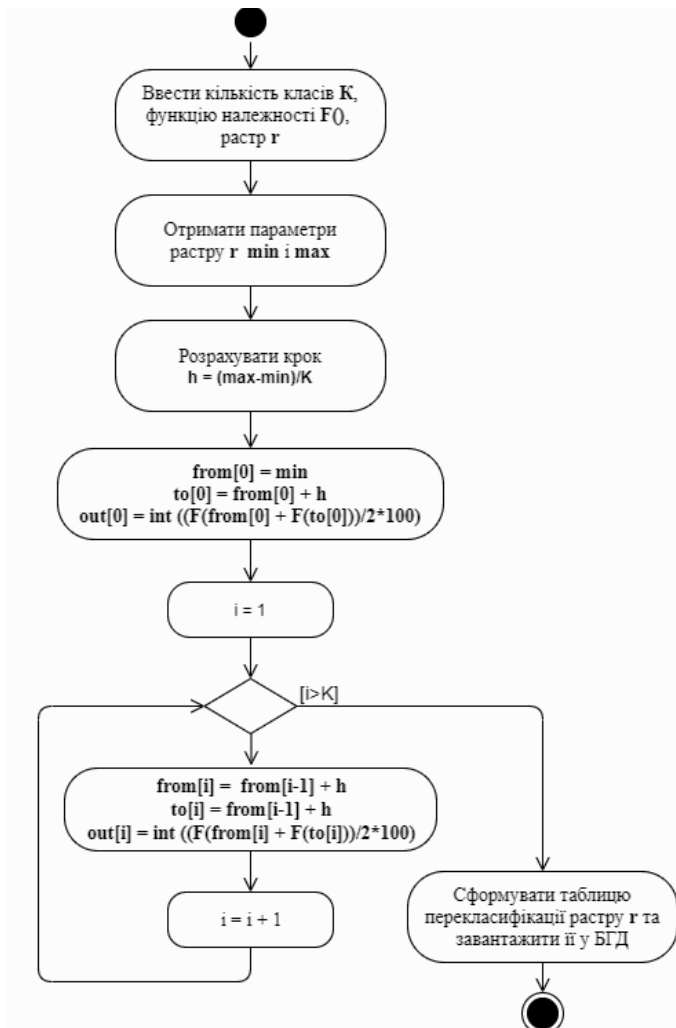 Ввести кількість класів K,
функцію належності F(),
растр r
Отримати параметри
растру r min і max
Розрахувати крок
h = (max-min)/K
from[0] = min
to[0] = from[0] + h
out[0] = int ((F(from[0] + F(to[0]))/2*100)
i = 1
[i>K]
from[i] = from[i-1] + h
to[i] = from[i-1] + h
out[i] = int ((F(from[i] + F(to[i]))/2*100)
i = i + 1
Сформувати таблицю
перекласифікації растру r та
завантажити її у БГД